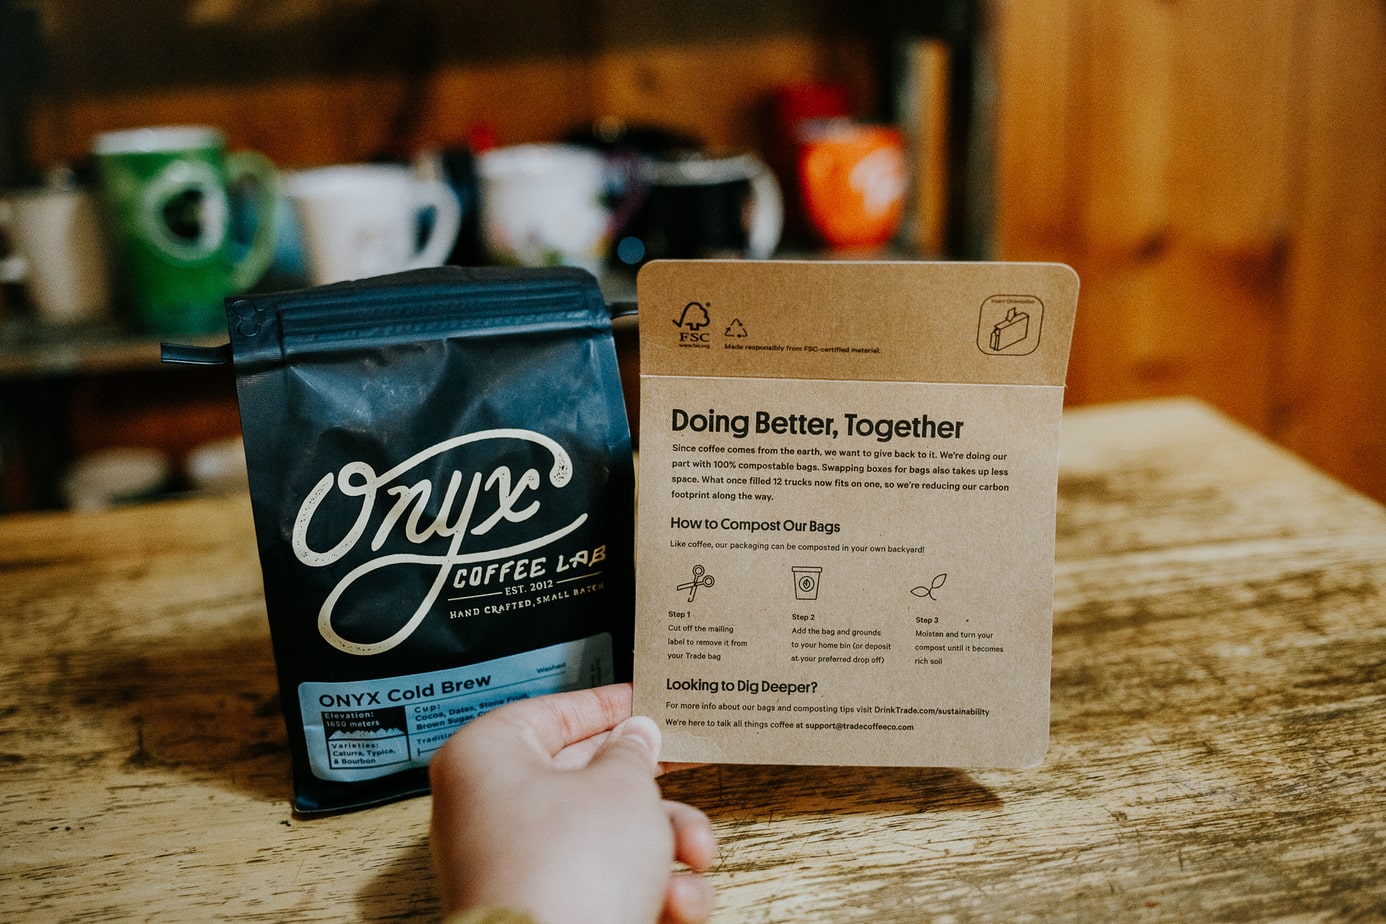 Onyx
COFFEE LAB
EST. 2012
HAND CRAFTED, SMALL BATCH
ONYX Cold Brew
Washed
Elevation:
1650 meters
Varieties:
Caturra, Typica,
& Bourbon
Cup:
Cocoa, Dates, Stone Fruit,
Brown Sugar,
FSC
www.fsc.org
Made responsibly from FSC-certified material.
Insert Orientation
Doing Better, Together
Since coffee comes from the earth, we want to give back to it. We're doing our
part with 100% compostable bags. Swapping boxes for bags also takes up less
space. What once filled 12 trucks now fits on one, so we're reducing our carbon
footprint along the way.
How to Compost Our Bags
Like coffee, our packaging can be composted in your own backyard!
Step 1
Cut off the mailing
label to remove it from
your Trade bag
Step 2
Add the bag and grounds
to your home bin (or deposit
at your preferred drop off)
Step 3
Moisten and turn your
compost until it becomes
rich soil
Looking to Dig Deeper?
For more info about our bags and composting tips visit DrinkTrade.com/sustainability
We're here to talk all things coffee at support@tradecoffeeco.com